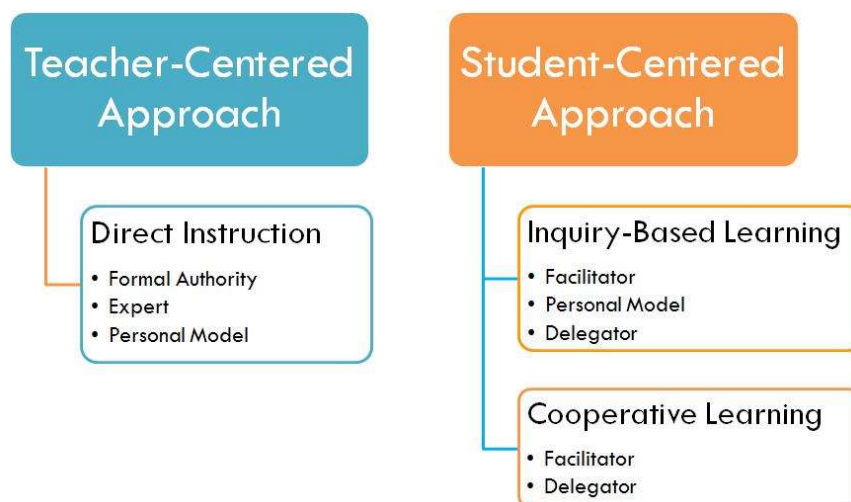 Teacher-Centered
Approach
Direct Instruction
• Formal Authority
• Expert
• Personal Model
Student-Centered
Approach
Inquiry-Based Learning
• Facilitator
• Personal Model
• Delegator
Cooperative Learning
• Facilitator
• Delegator